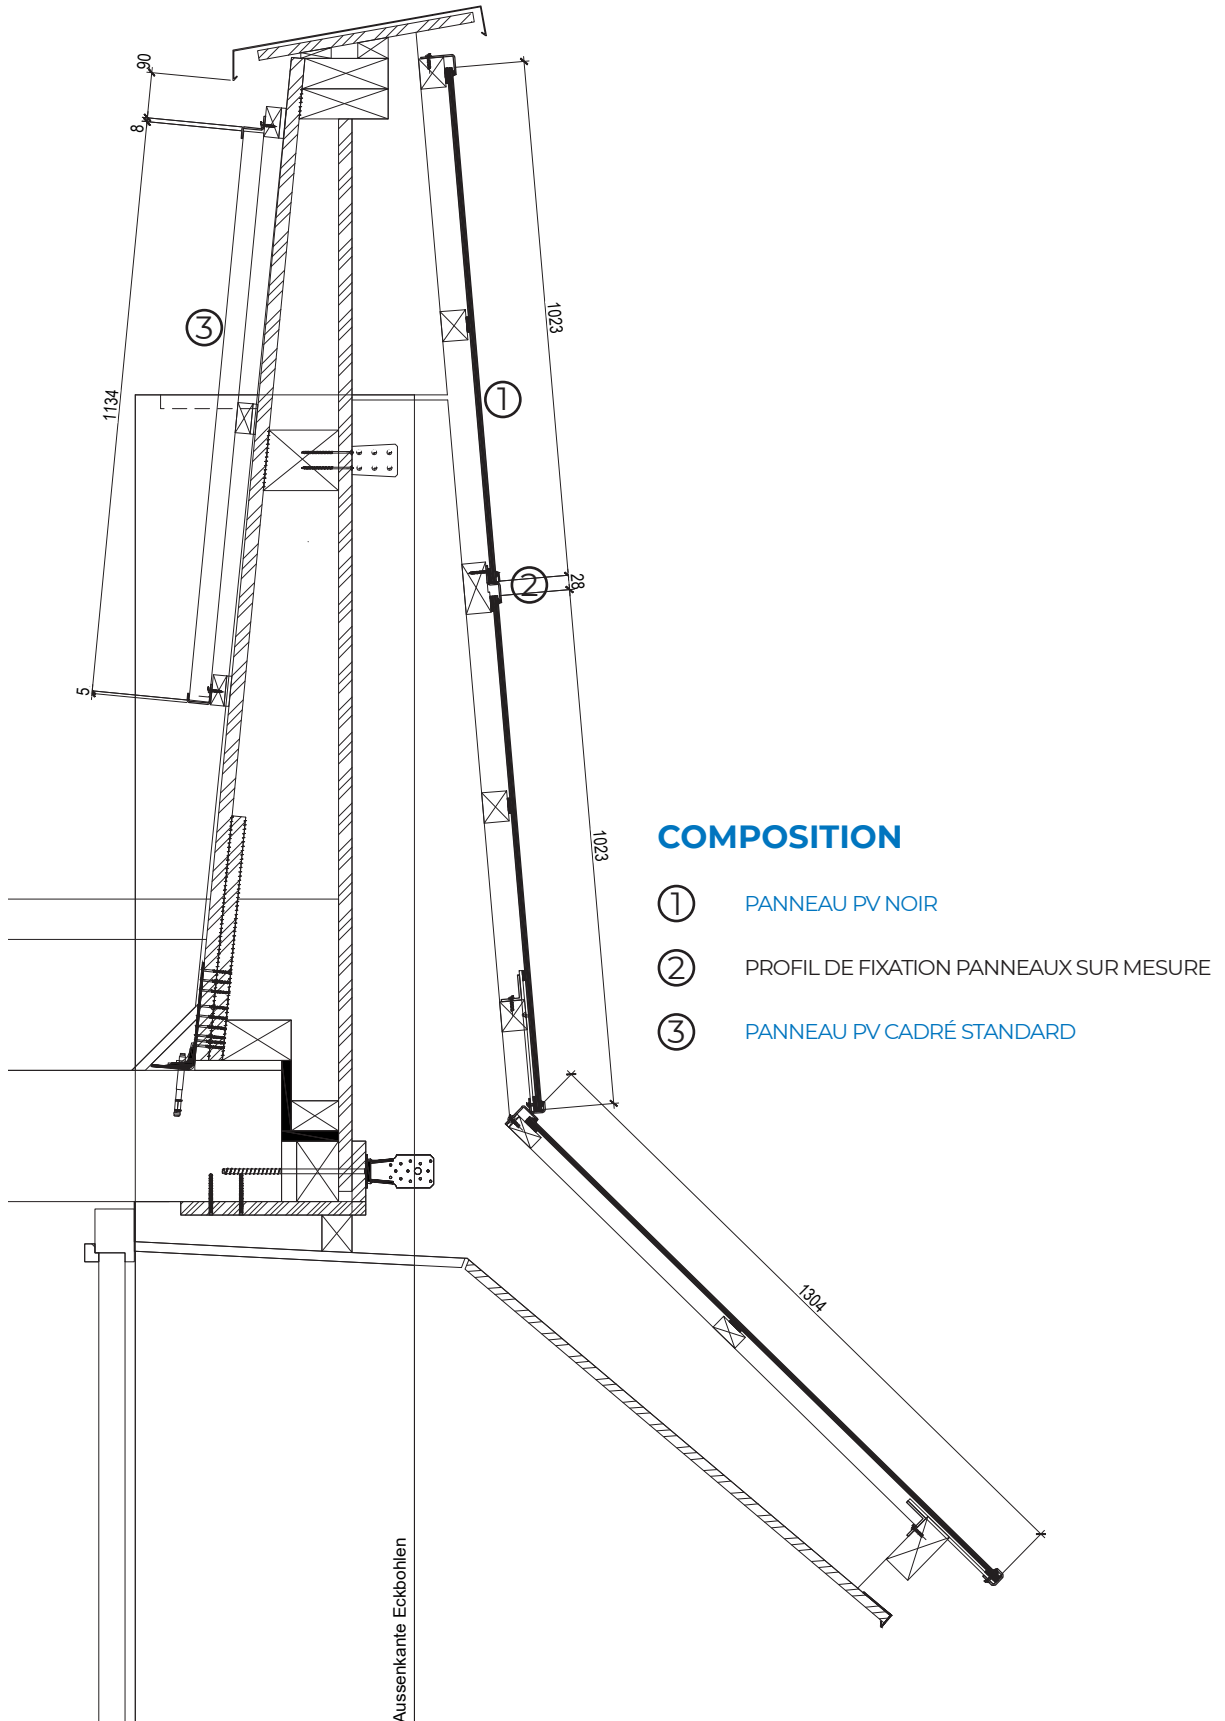 90
8
1134
5
3
1023
1
28
2
1023
COMPOSITION
1 PANNEAU PV NOIR
2 PROFIL DE FIXATION PANNEAUX SUR MESURE
3 PANNEAU PV CADRÉ STANDARD
1304
Aussenkante Eckbohlen